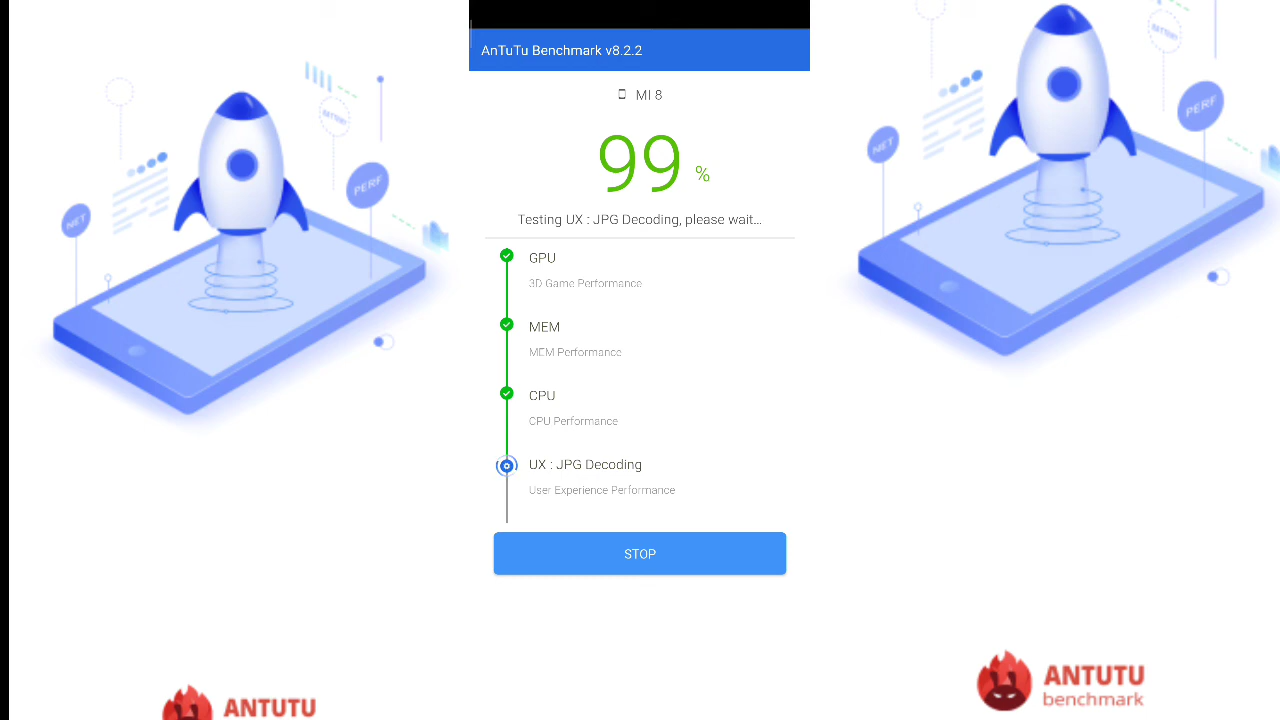 AnTuTu Benchmark v8.2.2
MI 8
99 %
Testing UX : JPG Decoding, please wait...
GPU
3D Game Performance
MEM
MEM Performance
CPU
CPU Performance
UX : JPG Decoding
User Experience Performance
STOP
BATTERY
PERF
NET
ANTUTU
BATTERY
PERF
NET
ANTUTU
benchmark